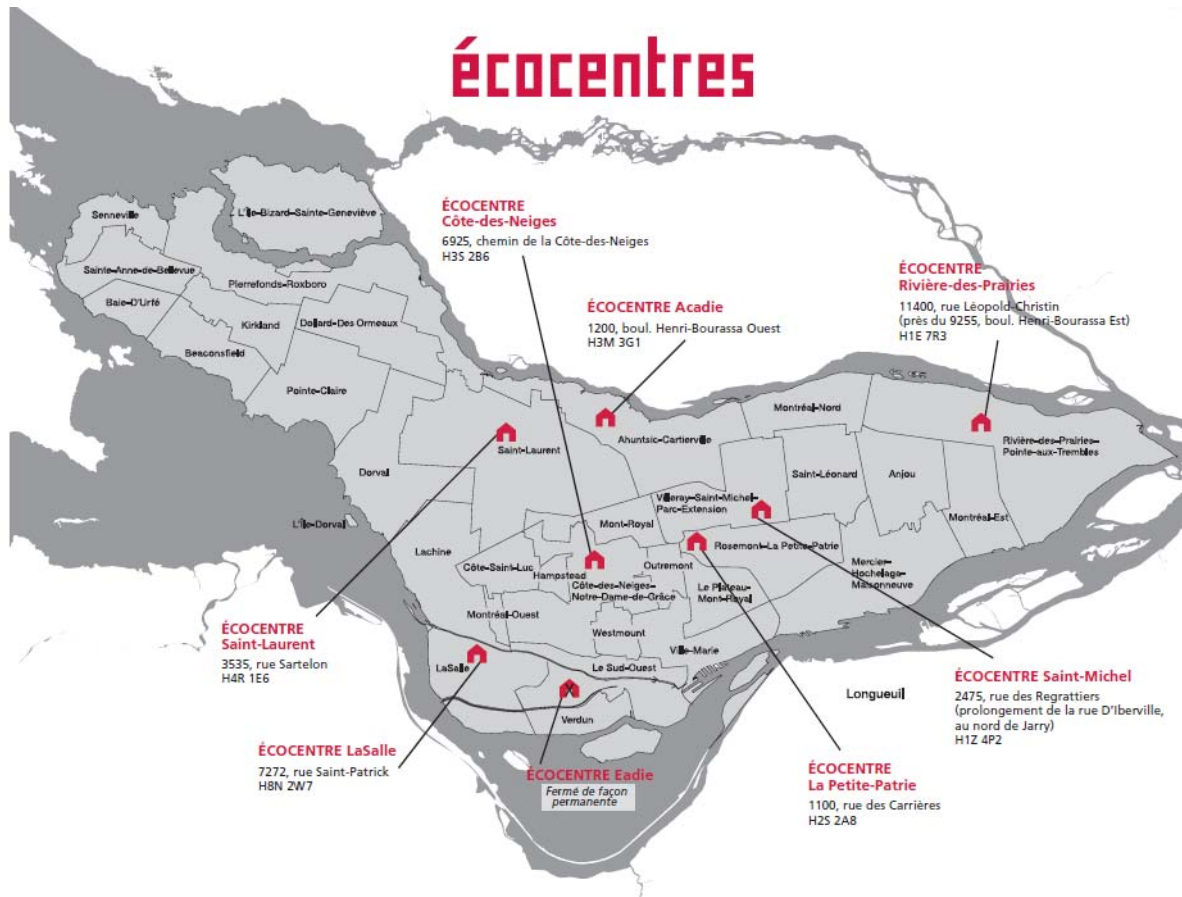 écocentres
ÉCOCENTRE
Côte-des-Neiges
6925, chemin de la Côte-des-Neiges
H3S 2B6
ÉCOCENTRE Acadie
1200, boul. Henri-Bourassa Ouest
H3M 3G1
ÉCOCENTRE
Rivière-des-Prairies
11400, rue Léopold-Christin
(près du 9255, boul. Henri-Bourassa Est)
H1E 7R3
Senneville
L'Île-Bizard-Sainte-Geneviève
Sainte-Anne-de-Bellevue
Pierrefonds-Roxboro
Baie-D'Urfé
Kirkland
Dollard-Des Ormeaux
Beaconsfield
Pointe-Claire
Dorval
L'Île-Dorval
Saint-Laurent
Ahuntsic-Cartierville
Montréal-Nord
Saint-Léonard
Anjou
Rivière-des-Prairies-
Pointe-aux-Trembles
Montréal-Est
Villeray-Saint-Michel-
Parc-Extension
Mont-Royal
Rosemont-La Petite-Patrie
Mercier-
Hochelaga-
Maisonneuve
Lachine
Côte-Saint-Luc
Hampstead
Outremont
Côte-des-Neiges-
Notre-Dame-de-Grâce
Le Plateau-
Mont-Royal
Montréal-Ouest
Westmount
Ville-Marie
LaSalle
Le Sud-Ouest
Verdun
Longueuil
ÉCOCENTRE
Saint-Laurent
3535, rue Sartelon
H4R 1E6
ÉCOCENTRE LaSalle
7272, rue Saint-Patrick
H8N 2W7
ÉCOCENTRE Eadie
Fermé de façon
permanente
ÉCOCENTRE
La Petite-Patrie
1100, rue des Carrières
H2S 2A8
ÉCOCENTRE Saint-Michel
2475, rue des Regrattiers
(prolongement de la rue D'Iberville,
au nord de Jarry)
H1Z 4P2